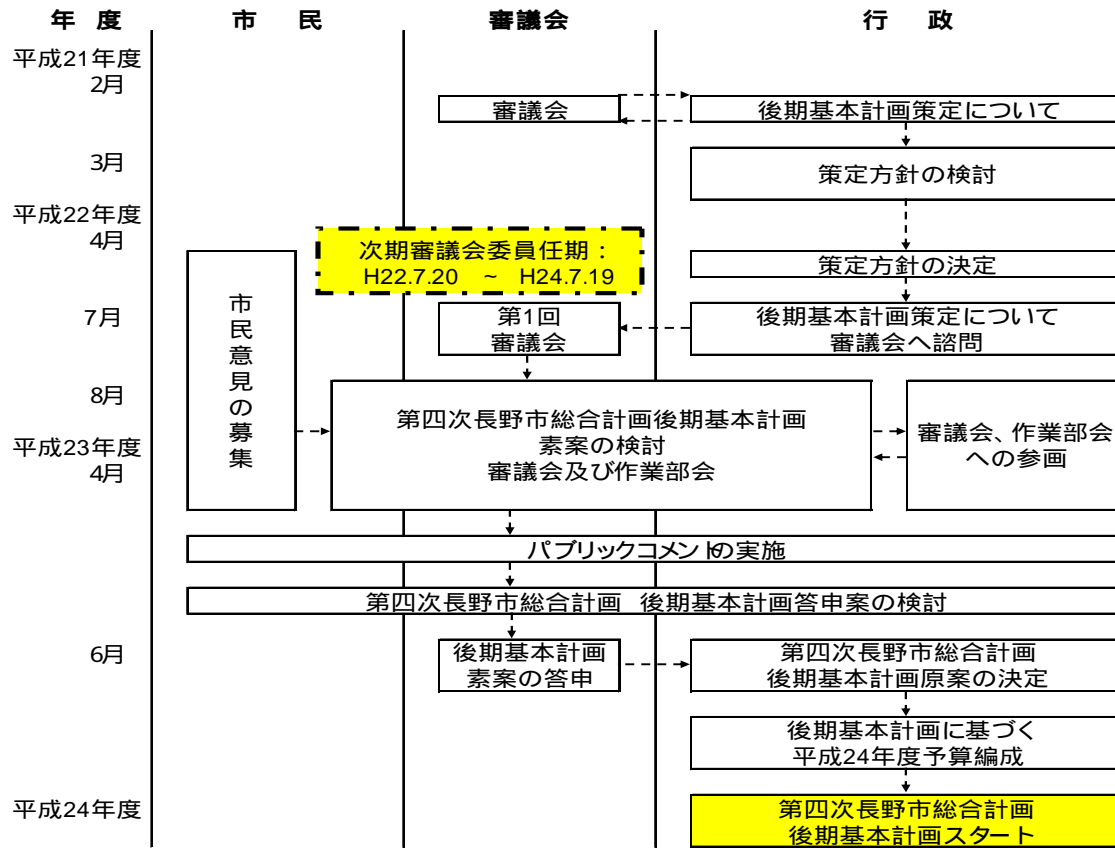 年 度 市 民 審議会 行 政
平成21年度
2月
審議会
後期基本計画策定について
3月
策定方針の検討
平成22年度
4月
次期審議会委員任期：
H22.7.20 ~ H24.7.19
策定方針の決定
市民意見の募集
7月
第1回
審議会
後期基本計画策定について
審議会へ諮問
8月
第四次長野市総合計画後期基本計画
素案の検討
審議会及び作業部会
審議会、作業部会
への参画
平成23年度
4月
パブリックコメントの実施
第四次長野市総合計画 後期基本計画答申案の検討
6月
後期基本計画
素案の答申
第四次長野市総合計画
後期基本計画原案の決定
後期基本計画に基づく
平成24年度予算編成
平成24年度
第四次長野市総合計画
後期基本計画スタート